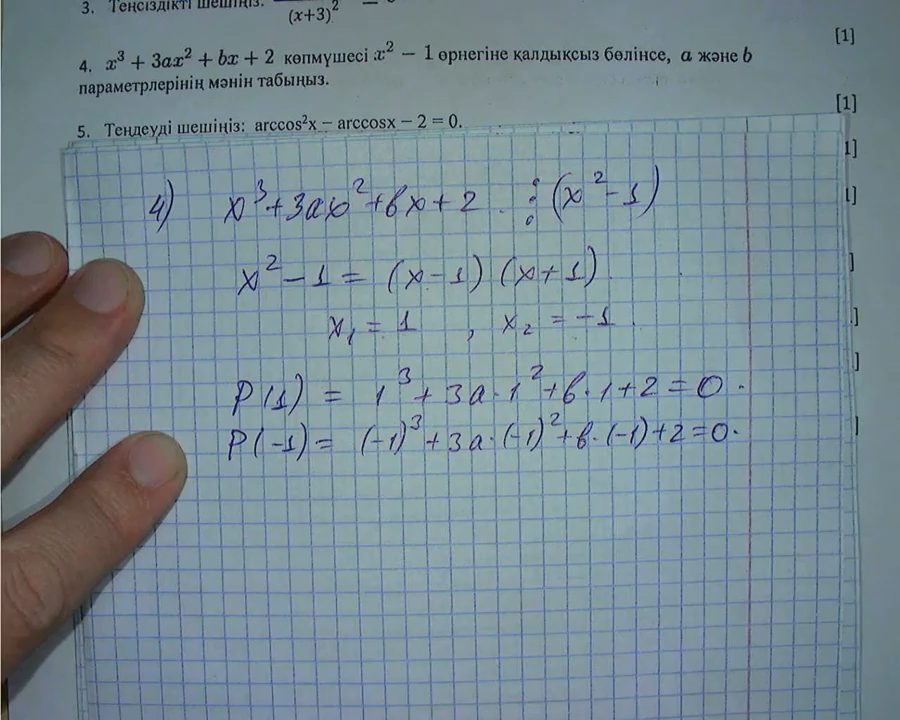 3. Теңсіздікті шешіңіз:
(x+3)²
[1]
4. x³ + 3ax² + bx + 2 көпмүшесі x² − 1 өрнегіне қалдықсыз бөлінсе, a және b
параметрлерінің мәнін табыңыз.
[1]
5. Теңдеуді шешіңіз: arccos²x − arccosx − 2 = 0.
1]
4) x³+3ax²+bx+2 ⋮ (x²-1)
x²-1 = (x-1)(x+1)
x₁ = 1 , x₂ = -1
P(1) = 1³+3a·1²+b·1+2=0.
P(-1) = (-1)³+3a·(-1)²+b·(-1)+2=0.